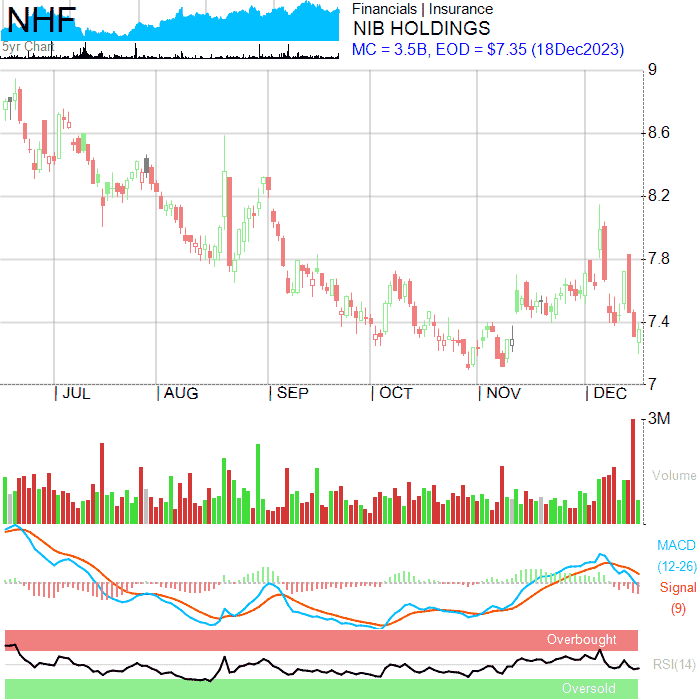 NHF
5yr Chart
Financials | Insurance
NIB HOLDINGS
MC = 3.5B, EOD = $7.35 (18Dec2023)
9
8.6
8.2
7.8
7.4
7
| JUL | AUG | SEP | OCT | NOV | DEC
3M
Volume
MACD
(12-26)
Signal
(9)
Overbought
RSI(14)
Oversold